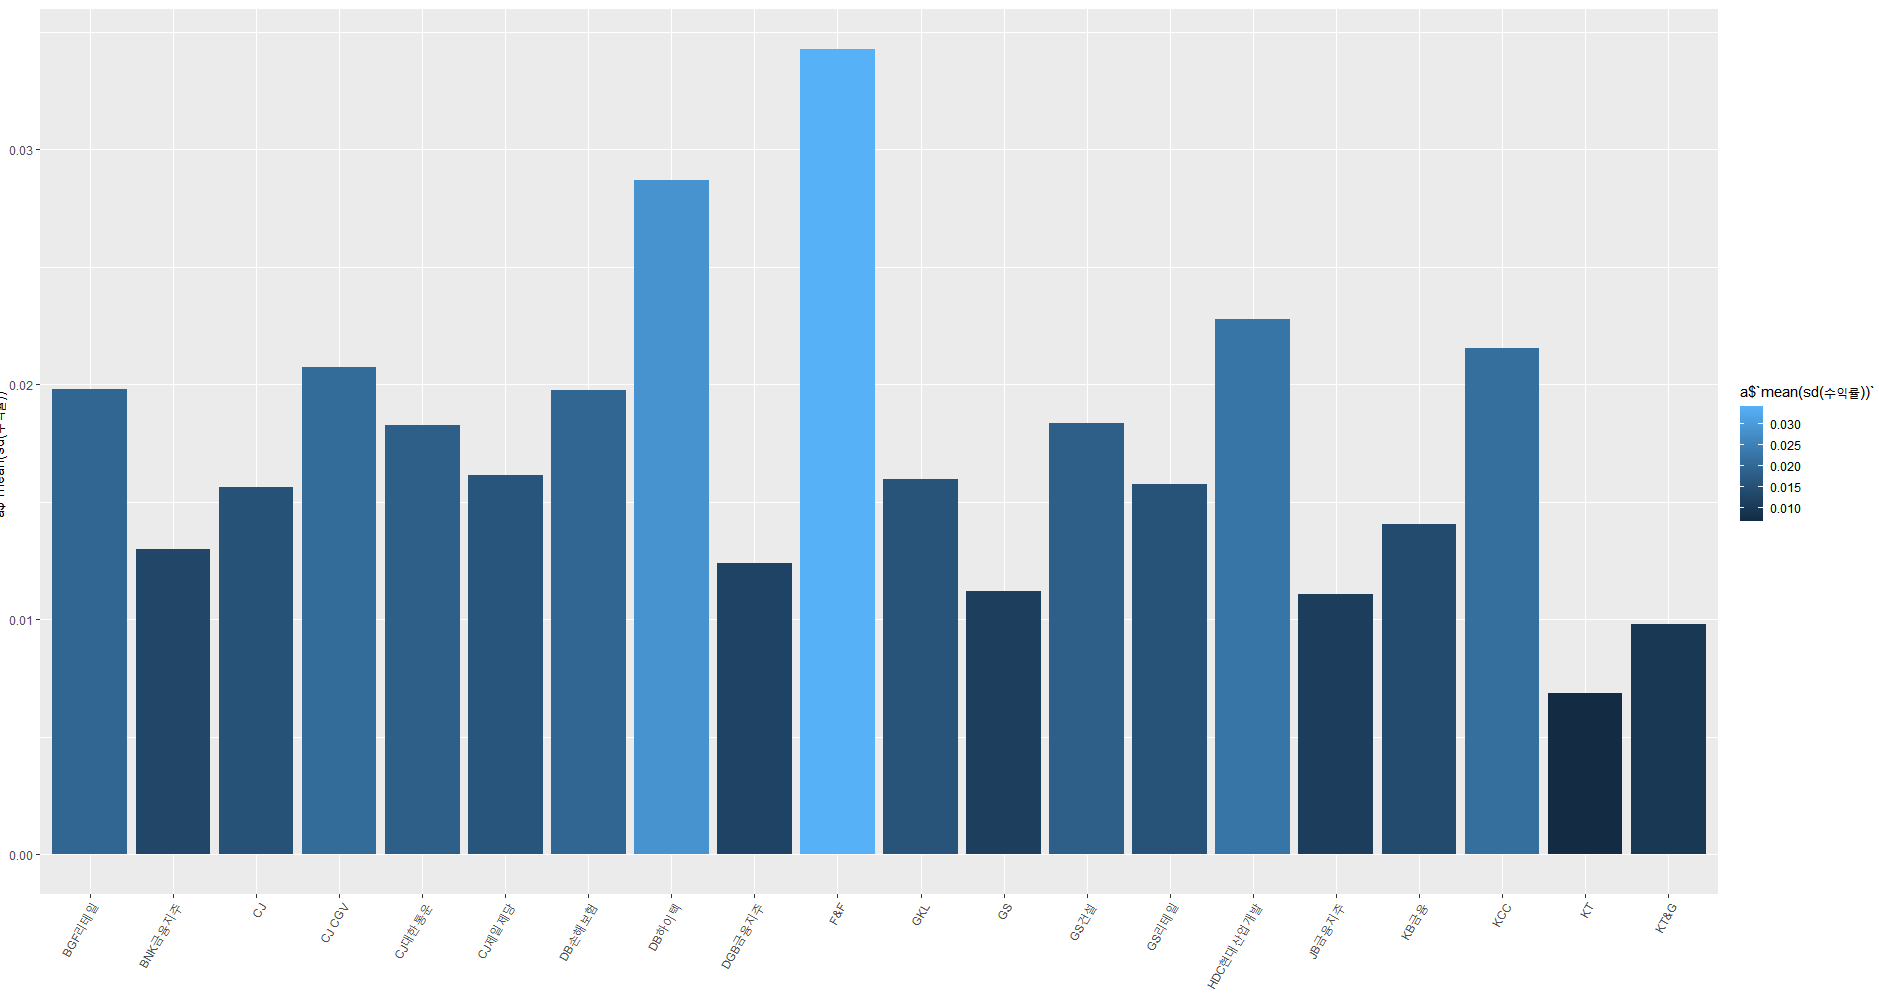 0.03
0.02
0.01
0.00
BGF리테일
BNK금융지주
CJ
CJ CGV
CJ대한통운
CJ제일제당
DB손해보험
DB하이텍
DGB금융지주
F&F
GKL
GS
GS건설
GS리테일
HDC현대산업개발
JB금융지주
KB금융
KCC
KT
KT&G
a$`mean(sd(수익률))`
0.030
0.025
0.020
0.015
0.010